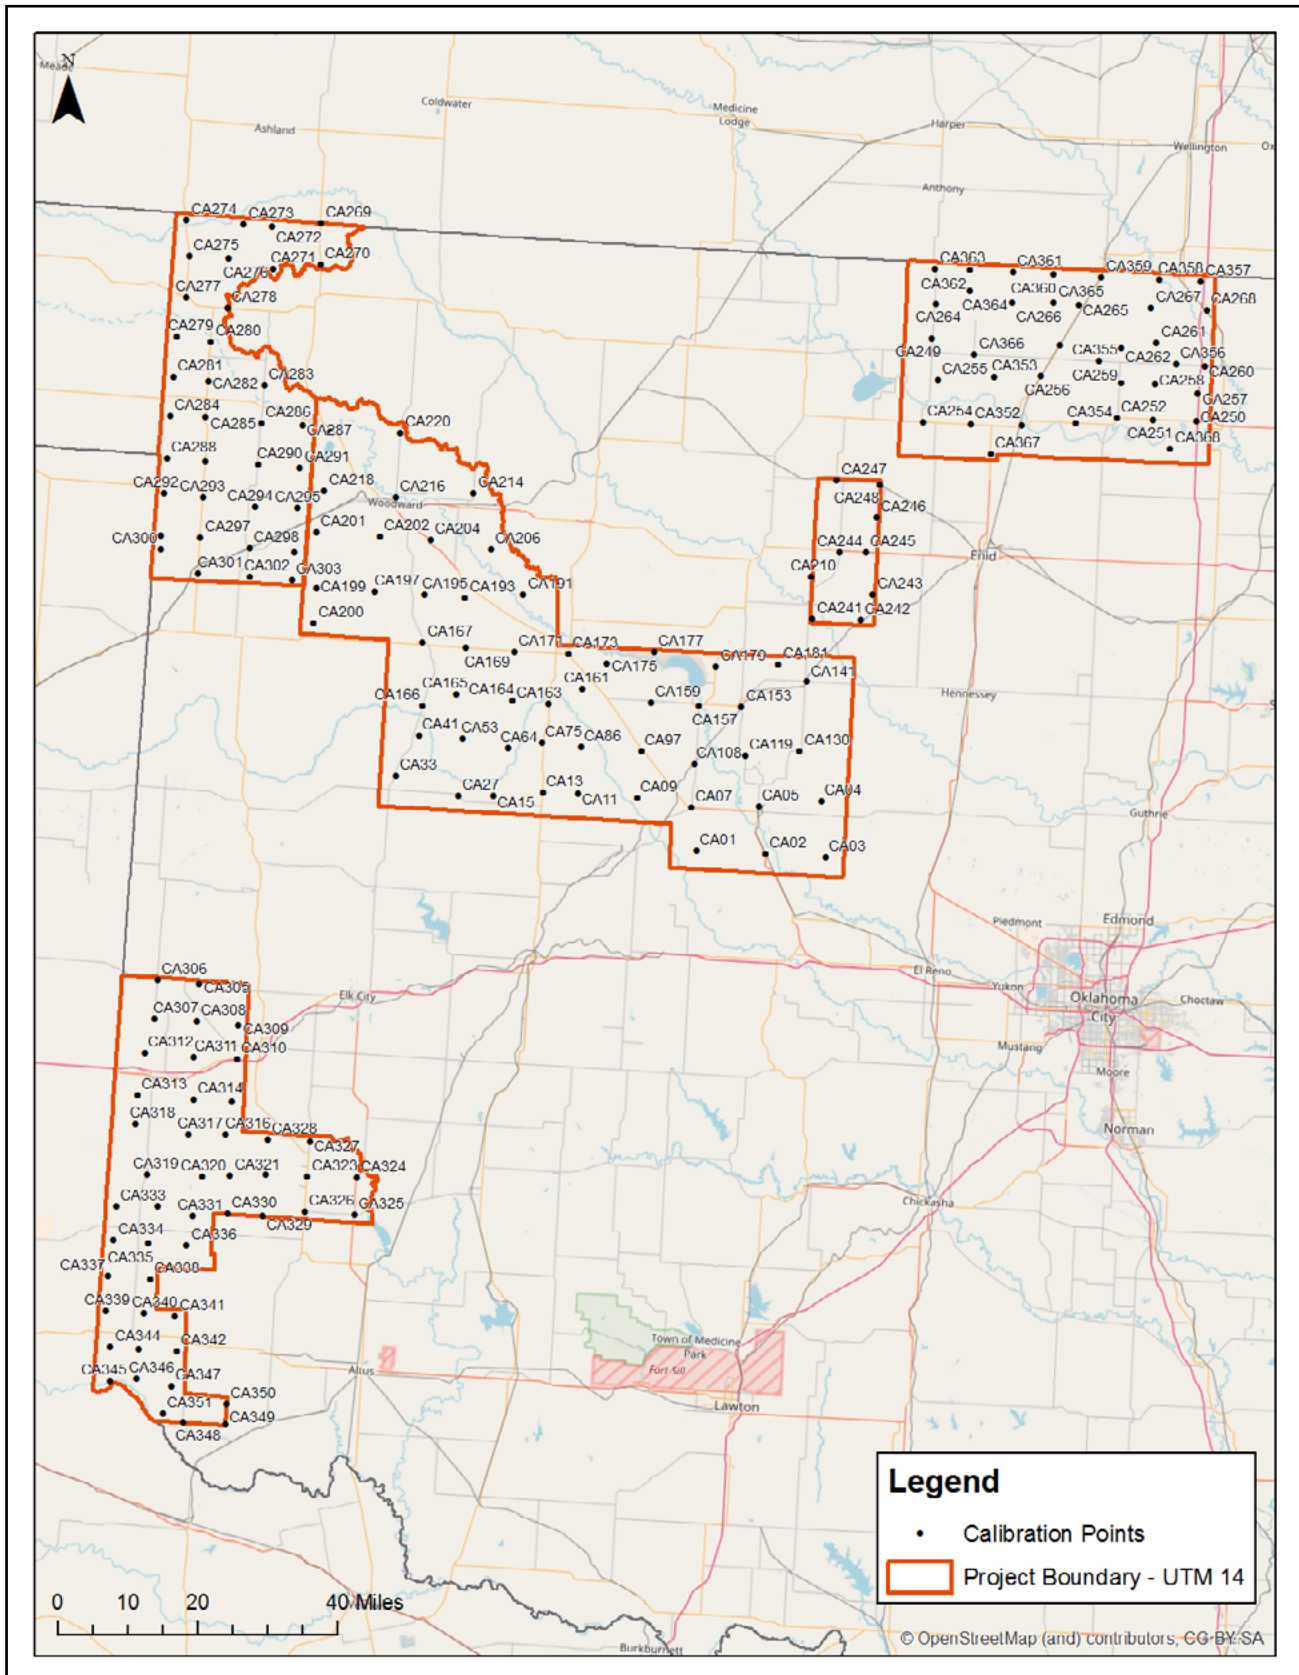 N
Meade
Coldwater
Medicine
Lodge
Ashland
Harper
Wellington
Anthony
CA274
CA273
CA269
CA272
CA275
CA271
CA270
CA276
CA277
CA278
CA279
CA280
CA281
CA282
CA283
CA284
CA285
CA286
CA287
CA220
CA288
CA290
CA291
CA292
CA293
CA218
CA216
CA214
CA294
CA295
Woodward
CA300
CA297
CA298
CA201
CA202
CA204
CA206
CA301
CA302
CA303
CA199
CA197
CA195
CA193
CA191
CA200
CA363
CA361
CA359
CA358
CA357
CA362
CA360
CA365
CA267
CA268
CA264
CA364
CA266
CA265
CA249
CA366
CA355
CA261
CA262
CA356
CA255
CA353
CA259
CA258
CA260
CA256
CA257
CA254
CA352
CA354
CA252
CA250
CA251
CA368
CA367
CA247
CA248
CA246
CA244
CA245
Enid
CA210
CA243
CA241
CA242
CA167
CA171
CA173
CA177
CA169
CA175
CA179
CA181
CA141
CA166
CA165
CA164
CA163
CA161
CA159
CA153
CA157
Hennessey
CA41
CA53
CA64
CA75
CA86
CA97
CA108
CA119
CA130
CA33
CA27
CA15
CA13
CA11
CA09
CA07
CA05
CA04
Guthrie
CA01
CA02
CA03
Piedmont
Edmond
El Reno
Yukon
Oklahoma
City
Choctaw
Mustang
Moore
Norman
CA306
CA305
Elk City
CA307
CA308
CA309
CA312
CA311
CA310
CA313
CA314
CA318
CA317
CA316
CA328
CA327
CA319
CA320
CA321
CA323
CA324
CA333
CA331
CA330
CA326
CA325
CA329
Chickasha
CA334
CA336
CA335
CA337
CA338
CA339
CA340
CA341
CA344
CA342
CA345
CA346
CA347
CA351
CA350
CA349
CA348
Altus
Town of Medicine
Park
Fort Sill
Lawton
Legend
Calibration Points
Project Boundary - UTM 14
0 10 20 40 Miles
Burkburnett
© OpenStreetMap (and) contributors, CC-BY-SA